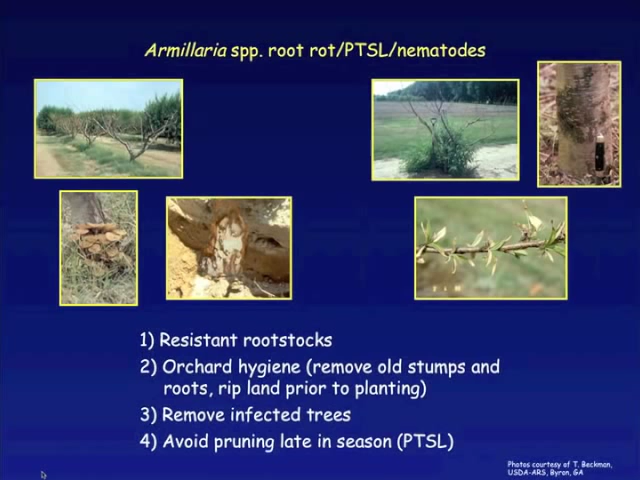 Armillaria spp. root rot/PTSL/nematodes
1) Resistant rootstocks
2) Orchard hygiene (remove old stumps and
roots, rip land prior to planting)
3) Remove infected trees
4) Avoid pruning late in season (PTSL)
Photos courtesy of T. Beckman,
USDA-ARS, Byron, GA